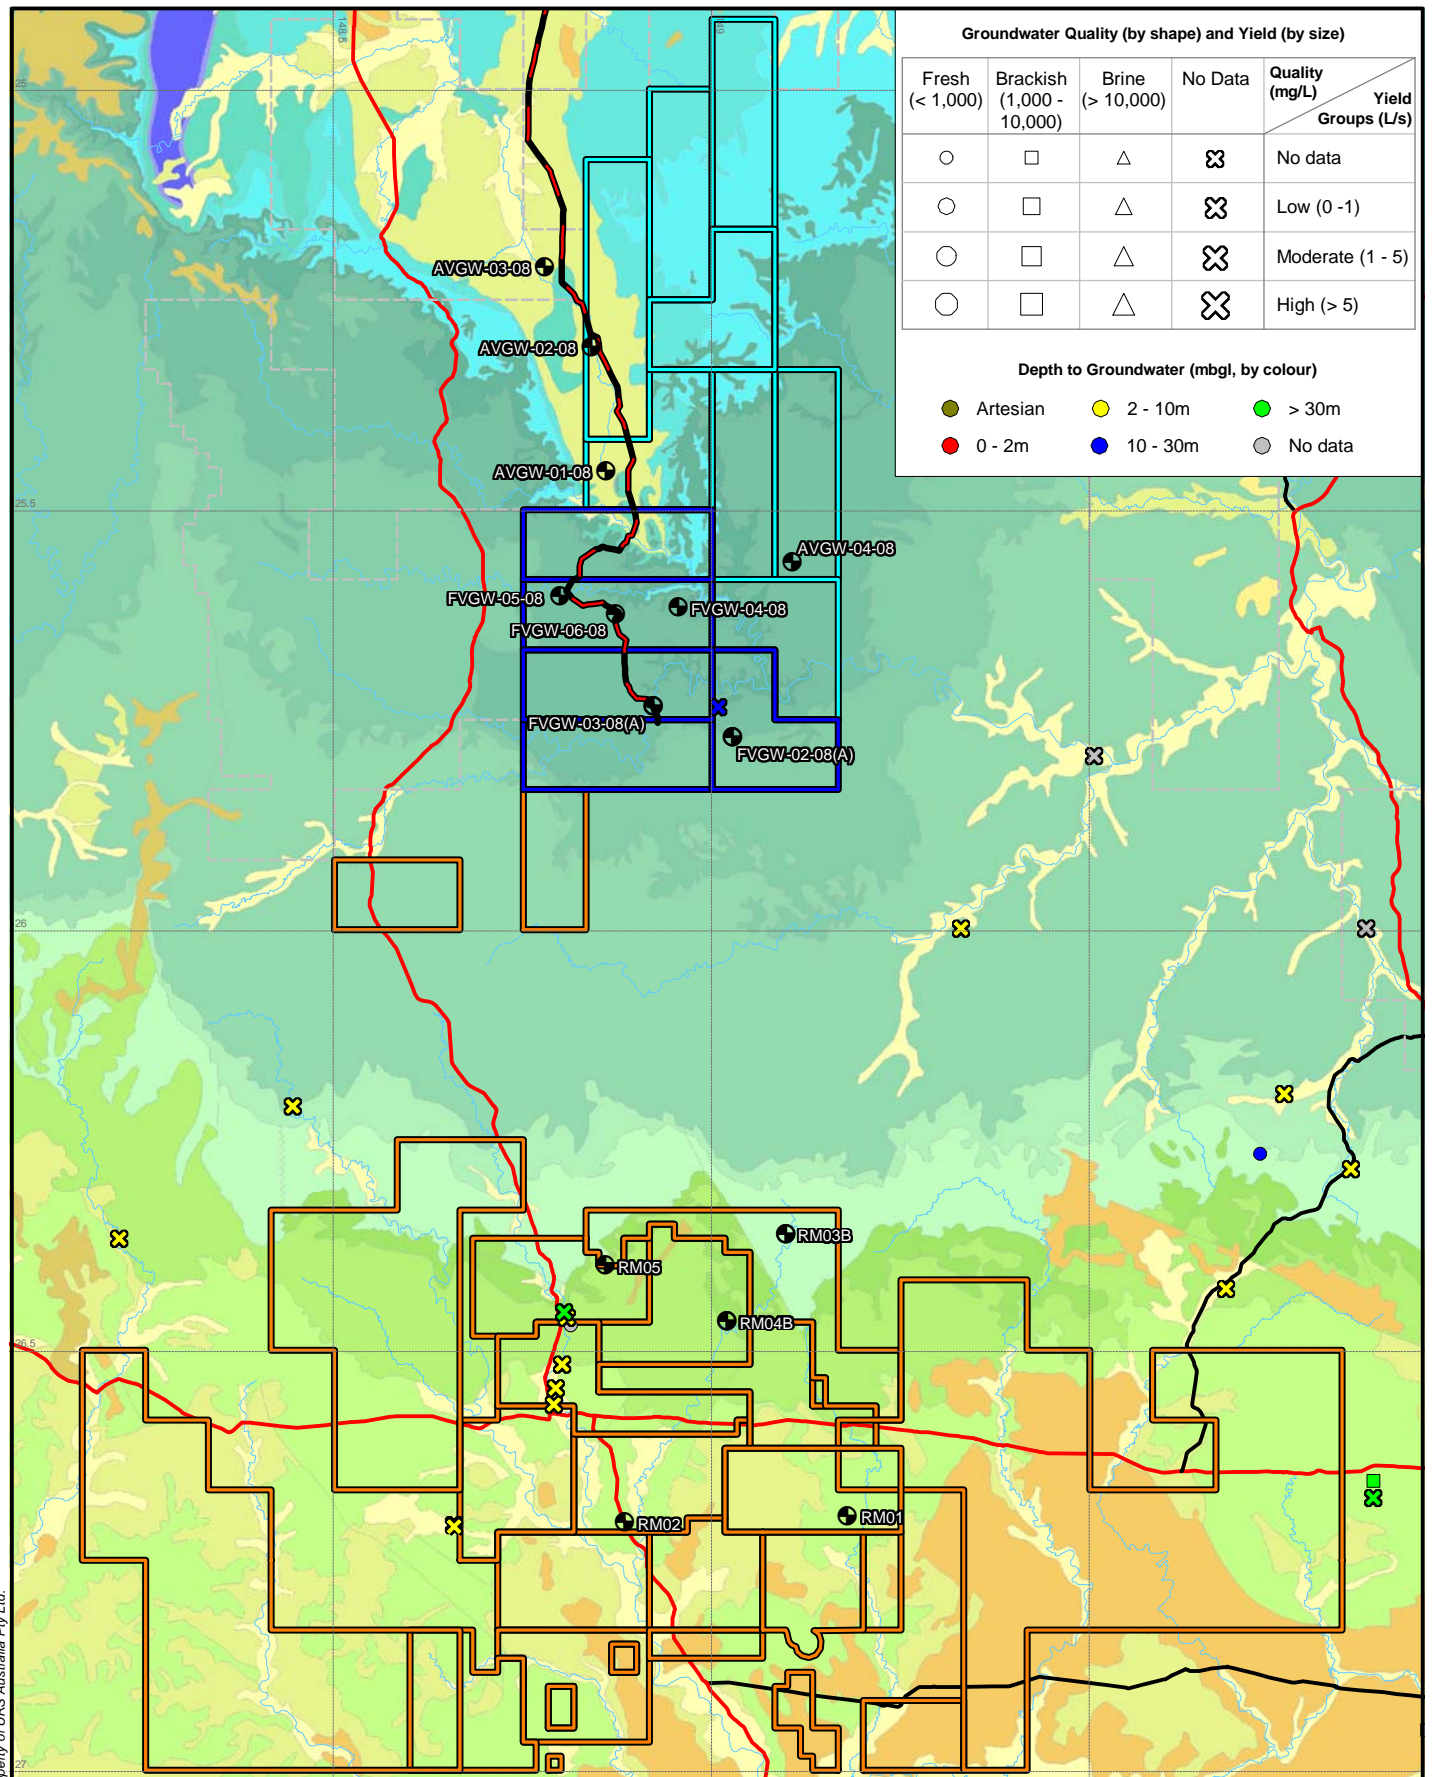 148.5
149
25
25.5
26
26.5
27
Groundwater Quality (by shape) and Yield (by size)
Fresh (< 1,000)
Brackish (1,000 - 10,000)
Brine (> 10,000)
No Data
Quality (mg/L)
Yield Groups (L/s)
No data
Low (0 -1)
Moderate (1 - 5)
High (> 5)
Depth to Groundwater (mbgl, by colour)
Artesian
2 - 10m
> 30m
0 - 2m
10 - 30m
No data
AVGW-03-08
AVGW-02-08
AVGW-01-08
AVGW-04-08
FVGW-05-08
FVGW-04-08
FVGW-06-08
FVGW-03-08(A)
FVGW-02-08(A)
RM03B
RM05
RM04B
RM02
RM01
of URS Australia Pty Ltd.